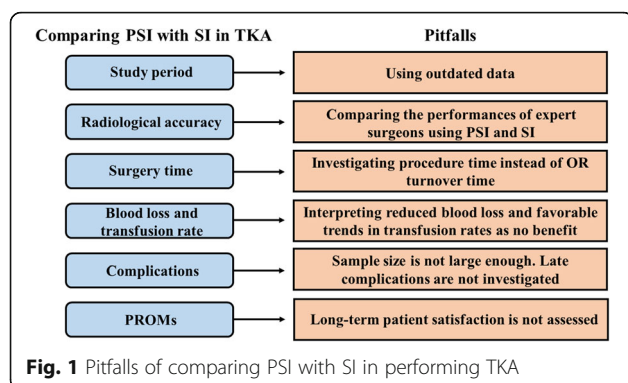 Comparing PSI with SI in TKA
Pitfalls
Study period
Using outdated data
Radiological accuracy
Comparing the performances of expert
surgeons using PSI and SI
Surgery time
Investigating procedure time instead of OR
turnover time
Blood loss and
transfusion rate
Interpreting reduced blood loss and favorable
trends in transfusion rates as no benefit
Complications
Sample size is not large enough. Late
complications are not investigated
PROMs
Long-term patient satisfaction is not assessed
Fig. 1 Pitfalls of comparing PSI with SI in performing TKA